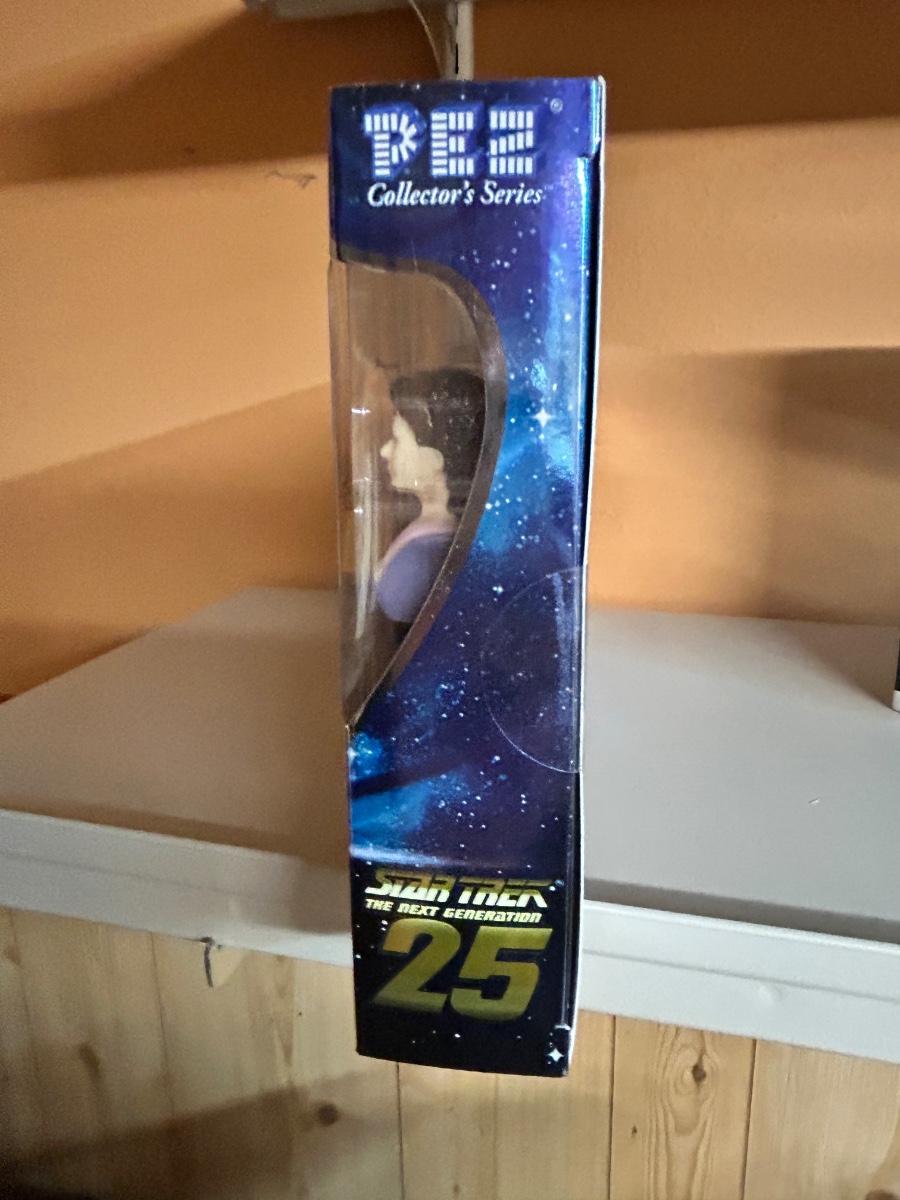 PEZ®
Collector's Series
STAR TREK
THE NEXT GENERATION
25